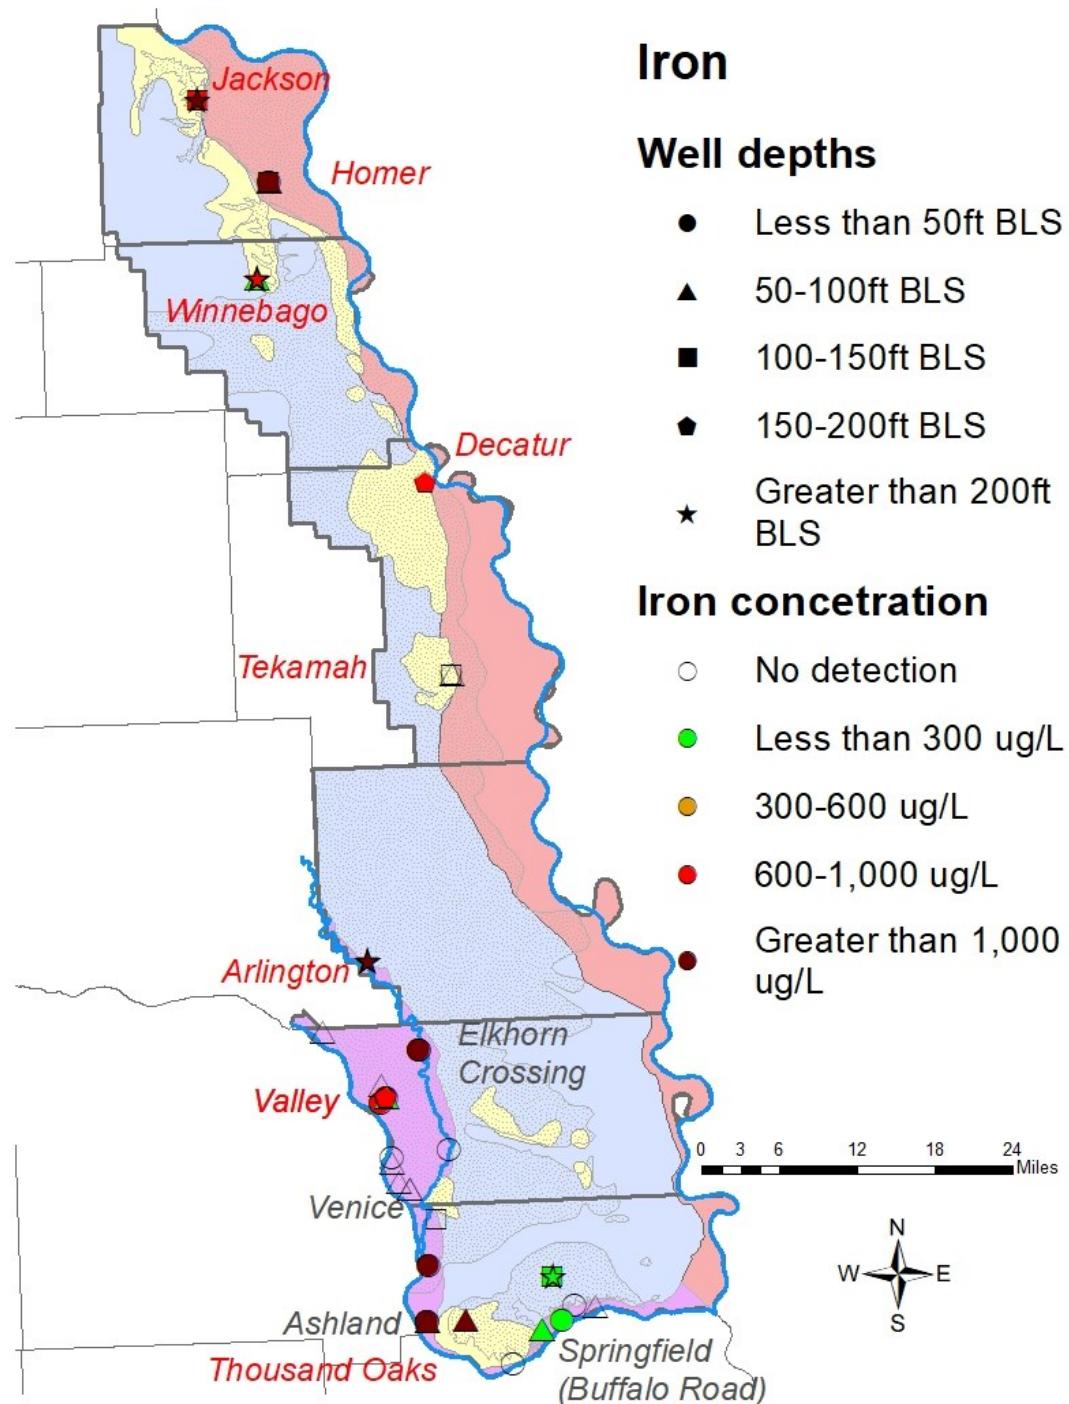 Iron
Well depths
Less than 50ft BLS
50-100ft BLS
100-150ft BLS
150-200ft BLS
Greater than 200ft
BLS
Iron concetration
No detection
Less than 300 ug/L
300-600 ug/L
600-1,000 ug/L
Greater than 1,000
ug/L
Jackson
Homer
Winnebago
Decatur
Tekamah
Arlington
Elkhorn
Crossing
Valley
Venice
Ashland
Thousand Oaks
Springfield
(Buffalo Road)
0 3 6 12 18 24
Miles
N
W E
S